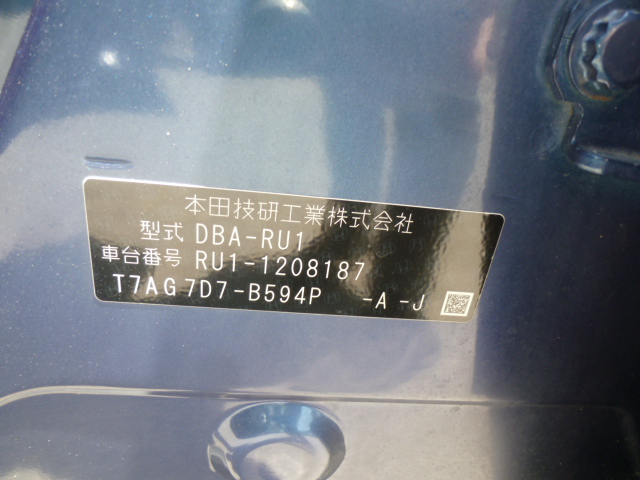 本田技研工業株式会社
型式 DBA-RU1
車台番号 RU1-1208187
T7AG 7D7-B594P -A -J